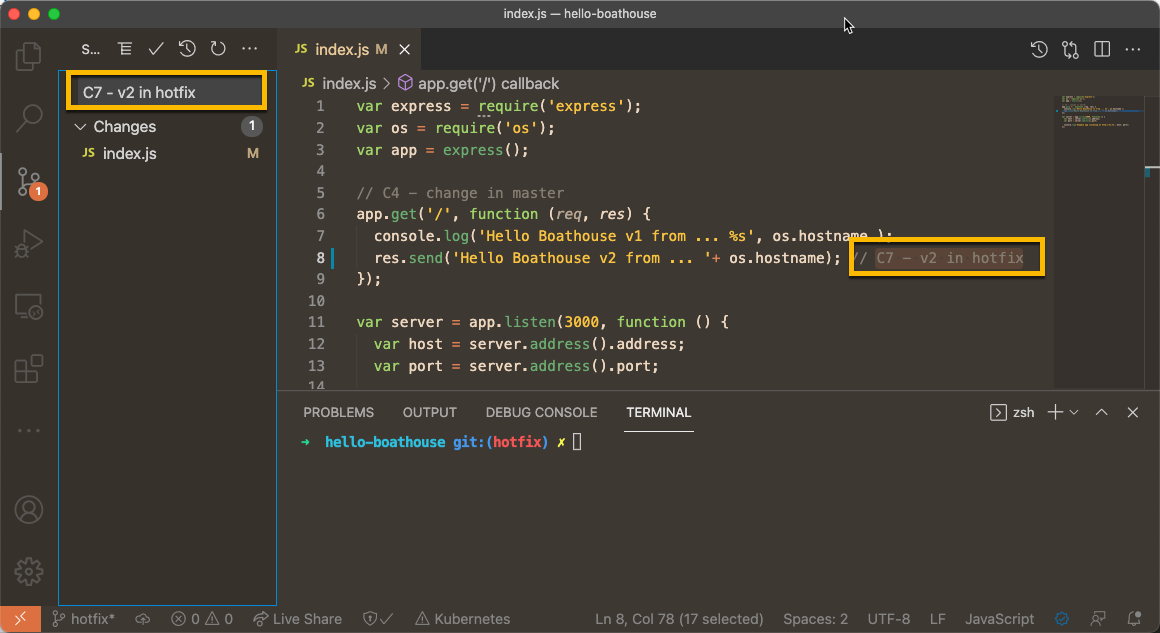 index.js — hello-boathouse
S...
JS index.js M
C7 - v2 in hotfix
Changes 1
JS index.js M
1
JS index.js > app.get('/') callback
1 var express = require('express');
2 var os = require('os');
3 var app = express();
4
5 // C4 - change in master
6 app.get('/', function (req, res) {
7 console.log('Hello Boathouse v1 from ... %s', os.hostname );
8 res.send('Hello Boathouse v2 from ... '+ os.hostname); // C7 - v2 in hotfix
9 });
10
11 var server = app.listen(3000, function () {
12 var host = server.address().address;
13 var port = server.address().port;
14
PROBLEMS OUTPUT DEBUG CONSOLE TERMINAL zsh
→ hello-boathouse git:(hotfix) ✗
hotfix* 0 0 Live Share Kubernetes Ln 8, Col 78 (17 selected) Spaces: 2 UTF-8 LF JavaScript